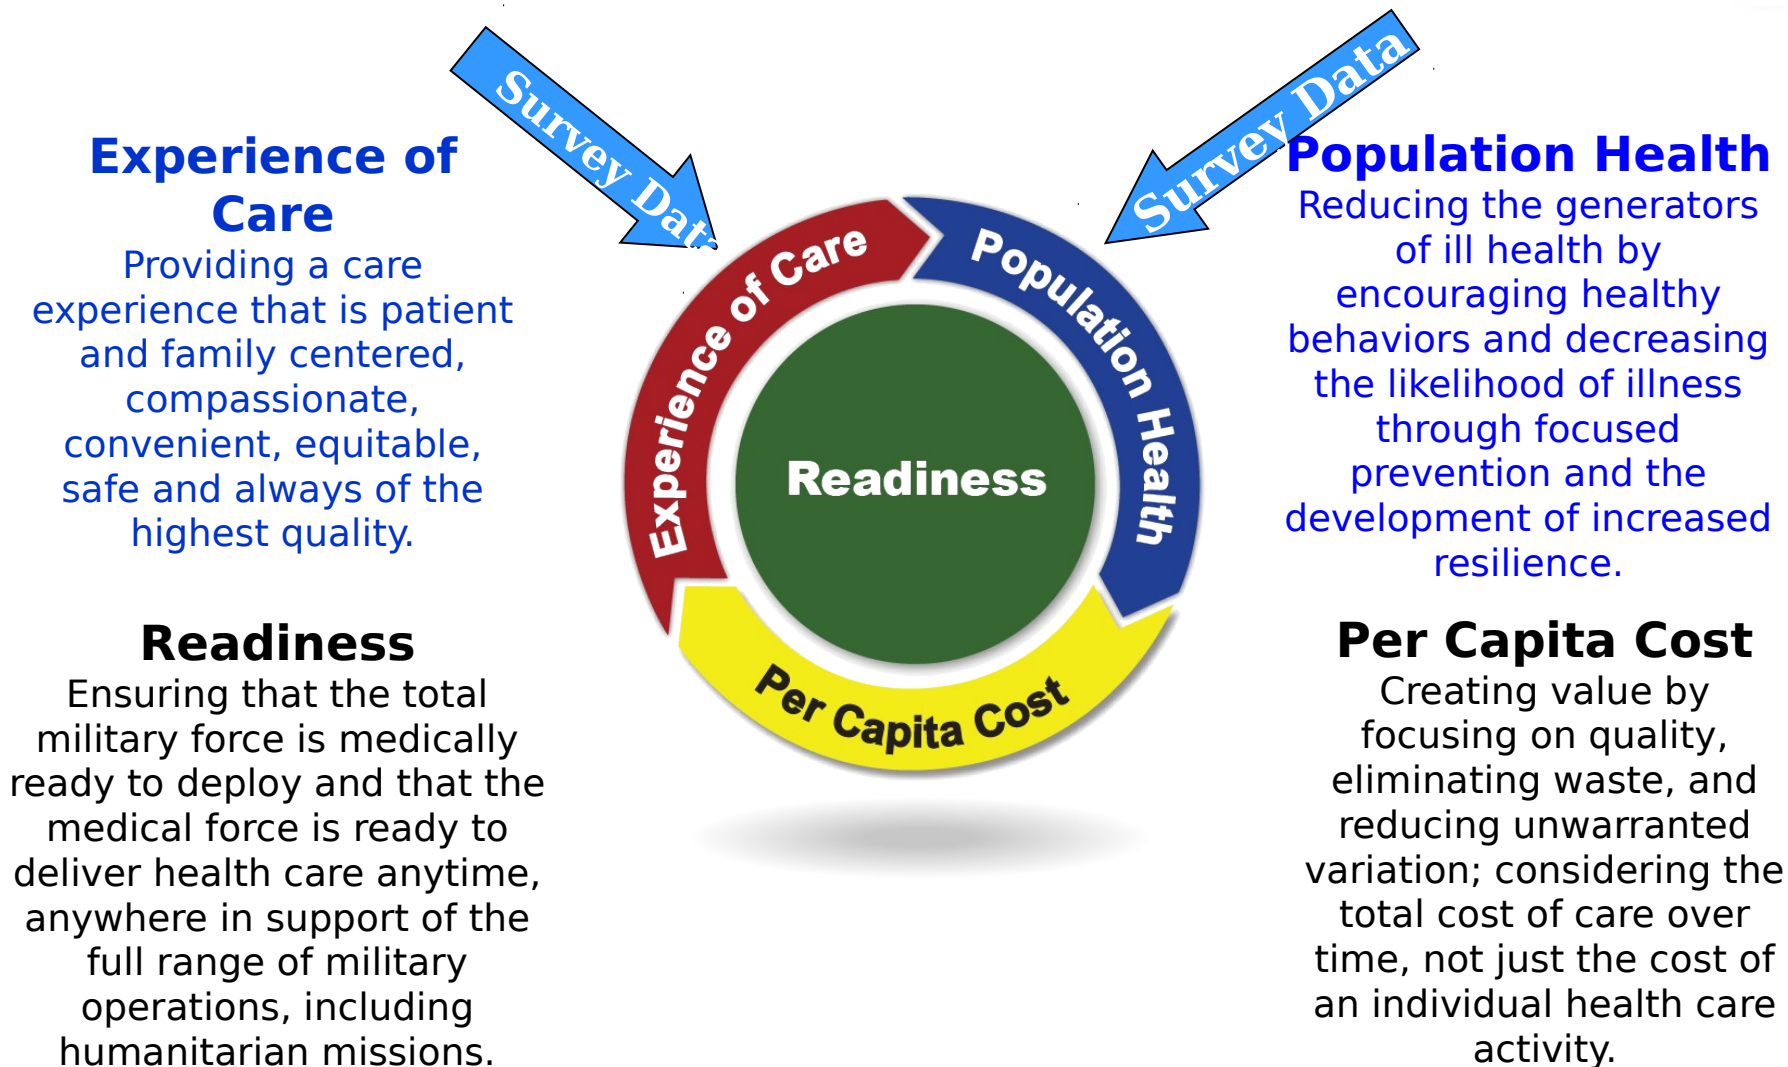 Survey Data
Survey Data
Experience of
Care
Providing a care
experience that is patient
and family centered,
compassionate,
convenient, equitable,
safe and always of the
highest quality.
Population Health
Reducing the generators
of ill health by
encouraging healthy
behaviors and decreasing
the likelihood of illness
through focused
prevention and the
development of increased
resilience.
Experience of Care
Population Health
Readiness
Per Capita Cost
Readiness
Ensuring that the total
military force is medically
ready to deploy and that the
medical force is ready to
deliver health care anytime,
anywhere in support of the
full range of military
operations, including
humanitarian missions.
Per Capita Cost
Creating value by
focusing on quality,
eliminating waste, and
reducing unwarranted
variation; considering the
total cost of care over
time, not just the cost of
an individual health care
activity.